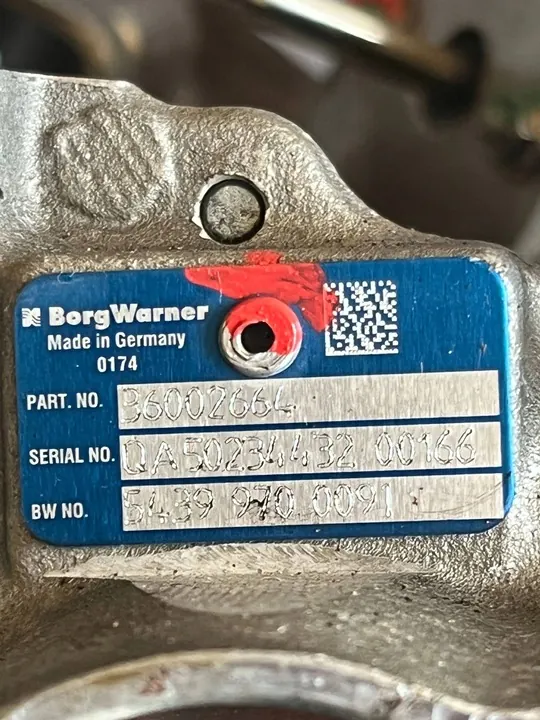 BorgWarner
Made in Germany
0174
PART. NO. 36002664
SERIAL NO. QA50234432 00166
BW NO. 5439 970 0091